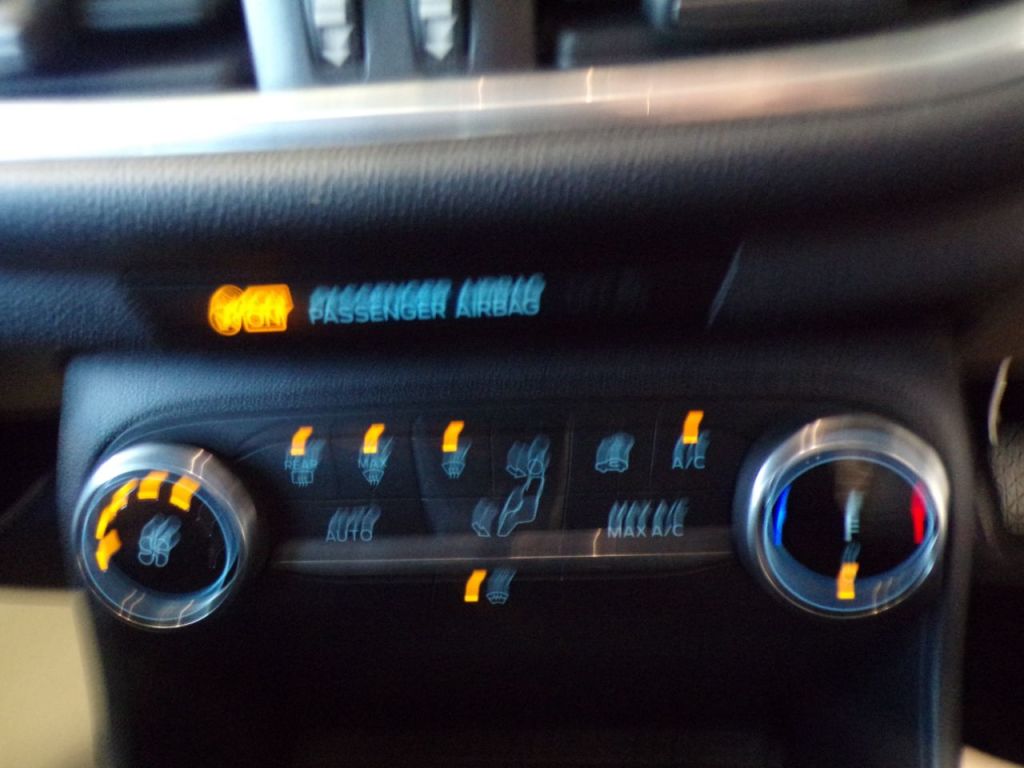 ON PASSENGER AIRBAG
REAR MAX A/C
AUTO MAX A/C